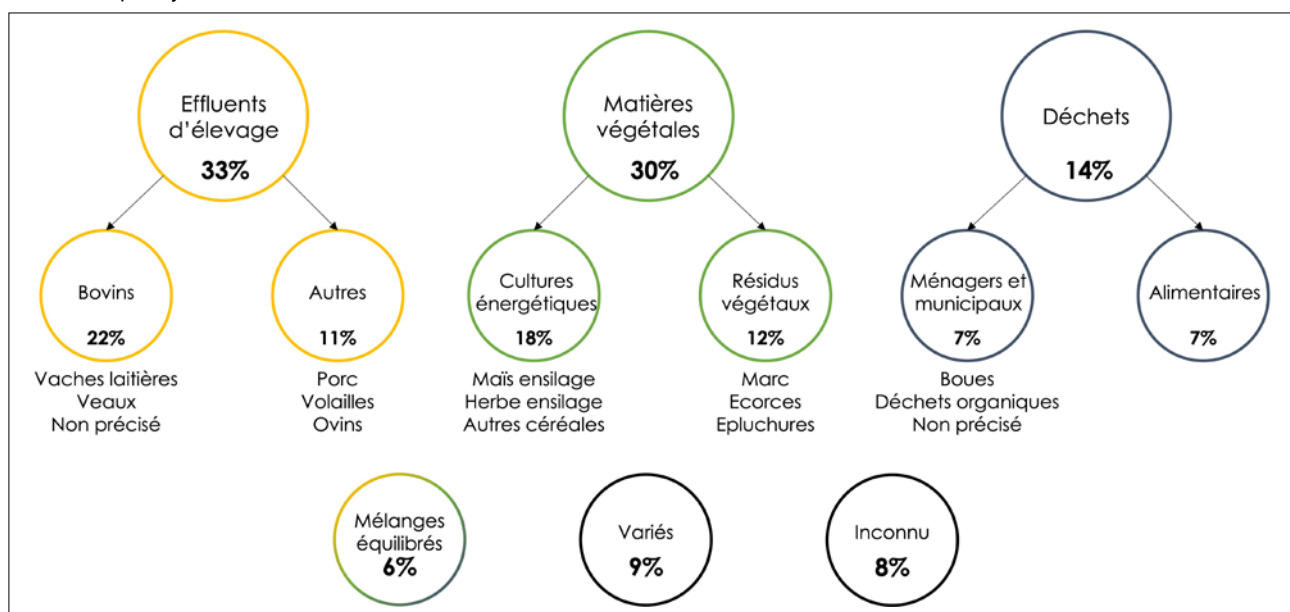 Effluents
d'élevage
33%
Matières
végétales
30%
Déchets
14%
Bovins
22%
Autres
11%
Cultures
énergétiques
18%
Résidus
végétaux
12%
Ménagers et
municipaux
7%
Alimentaires
7%
Vaches laitières
Veaux
Non précisé
Porc
Volailles
Ovins
Maïs ensilage
Herbe ensilage
Autres céréales
Marc
Ecorces
Epluchures
Boues
Déchets organiques
Non précisé
Mélanges
équilibrés
6%
Variés
9%
Inconnu
8%